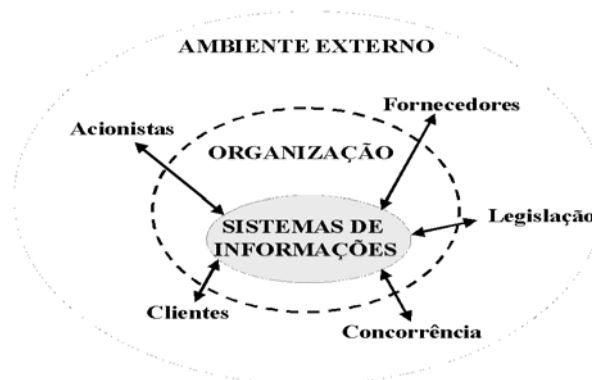 AMBIENTE EXTERNO
Fornecedores
Acionistas
ORGANIZAÇÃO
Legislação
SISTEMAS DE
INFORMAÇÕES
Clientes
Concorrência